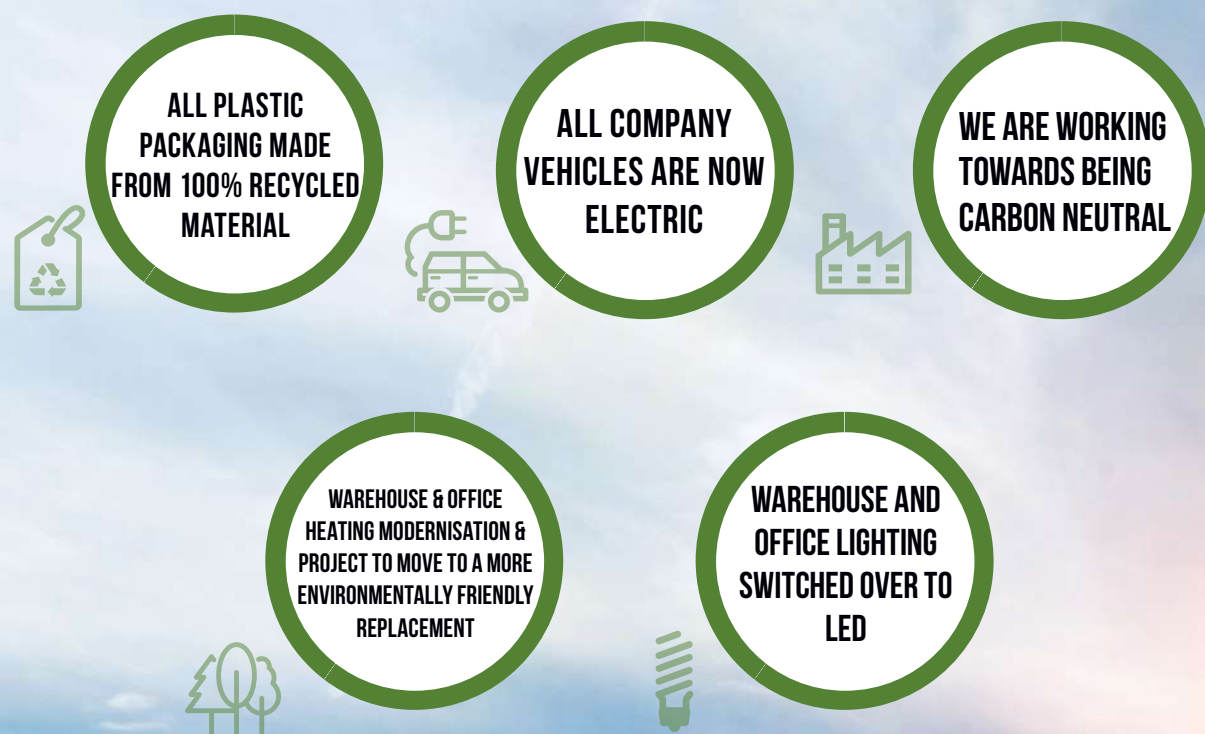 ALL PLASTIC
PACKAGING MADE
FROM 100% RECYCLED
MATERIAL
ALL COMPANY
VEHICLES ARE NOW
ELECTRIC
WE ARE WORKING
TOWARDS BEING
CARBON NEUTRAL
WAREHOUSE & OFFICE
HEATING MODERNISATION &
PROJECT TO MOVE TO A MORE
ENVIRONMENTALLY FRIENDLY
REPLACEMENT
WAREHOUSE AND
OFFICE LIGHTING
SWITCHED OVER TO
LED